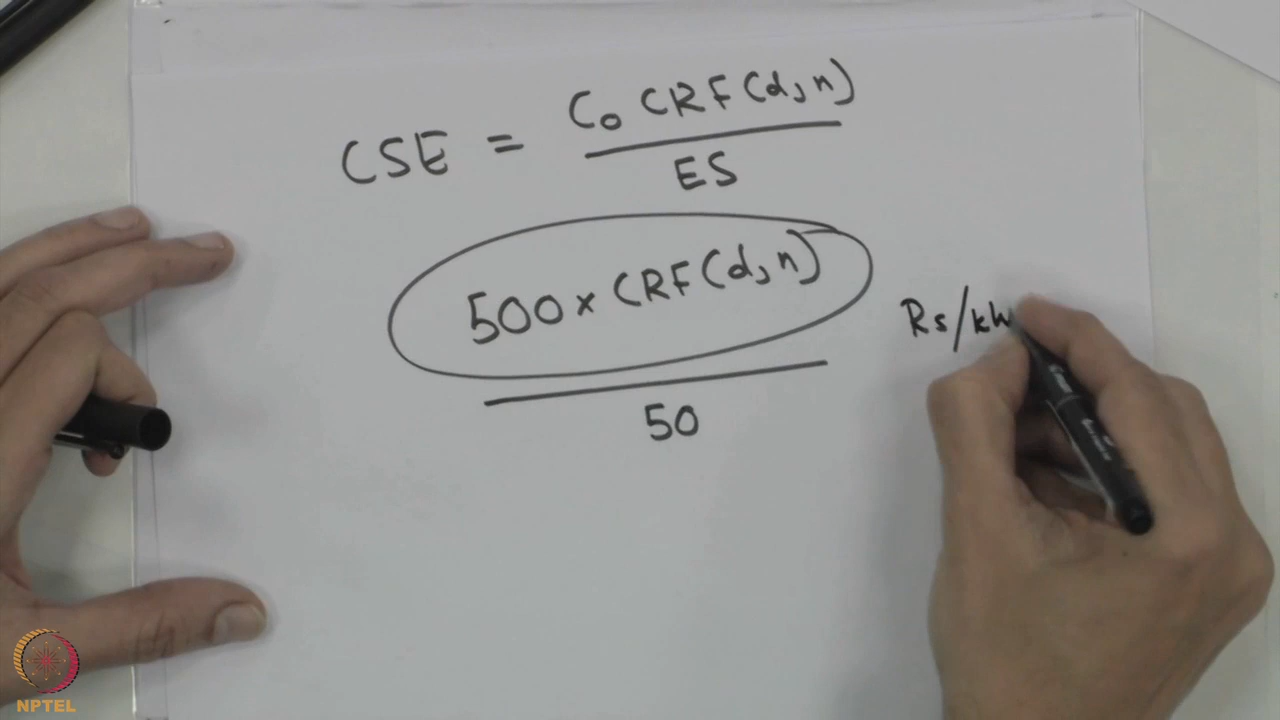 CSE = C₀ CRF(d,n)
ES
500 × CRF(d,n)
Rs/kW
50
NPTEL